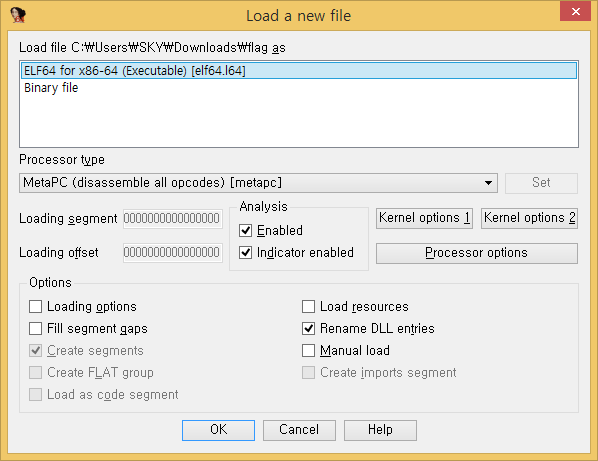 Load a new file
Load file C:₩Users₩SKY₩Downloads₩flag as
ELF64 for x86-64 (Executable) [elf64.l64]
Binary file
Processor type
MetaPC (disassemble all opcodes) [metapc]
Set
Loading segment 0000000000000000
Loading offset 0000000000000000
Analysis
Enabled
Indicator enabled
Kernel options 1
Kernel options 2
Processor options
Options
Loading options
Fill segment gaps
Create segments
Create FLAT group
Load as code segment
Load resources
Rename DLL entries
Manual load
Create imports segment
OK
Cancel
Help